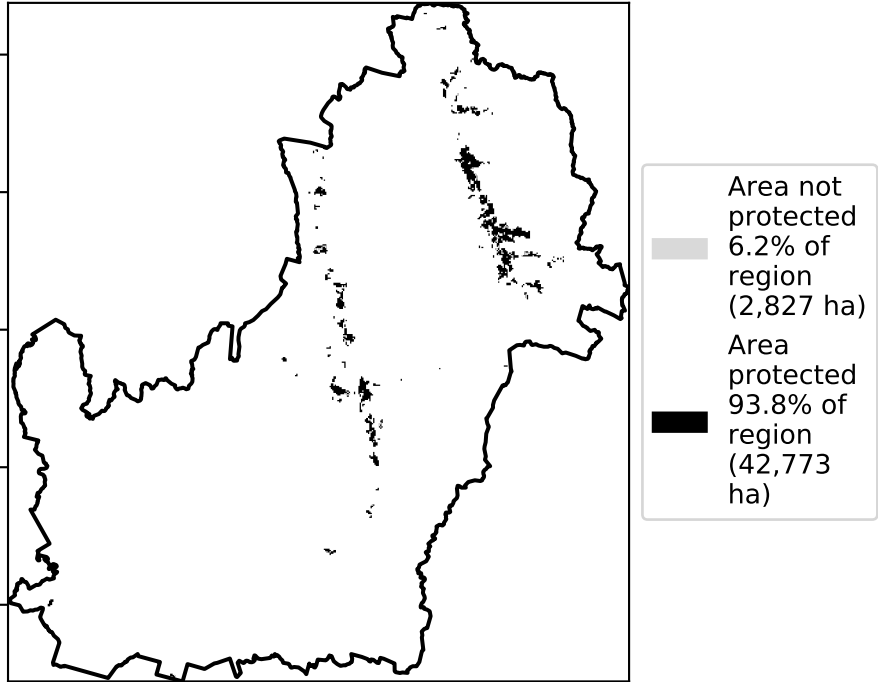 Area not
protected
6.2% of
region
(2,827 ha)
Area
protected
93.8% of
region
(42,773
ha)